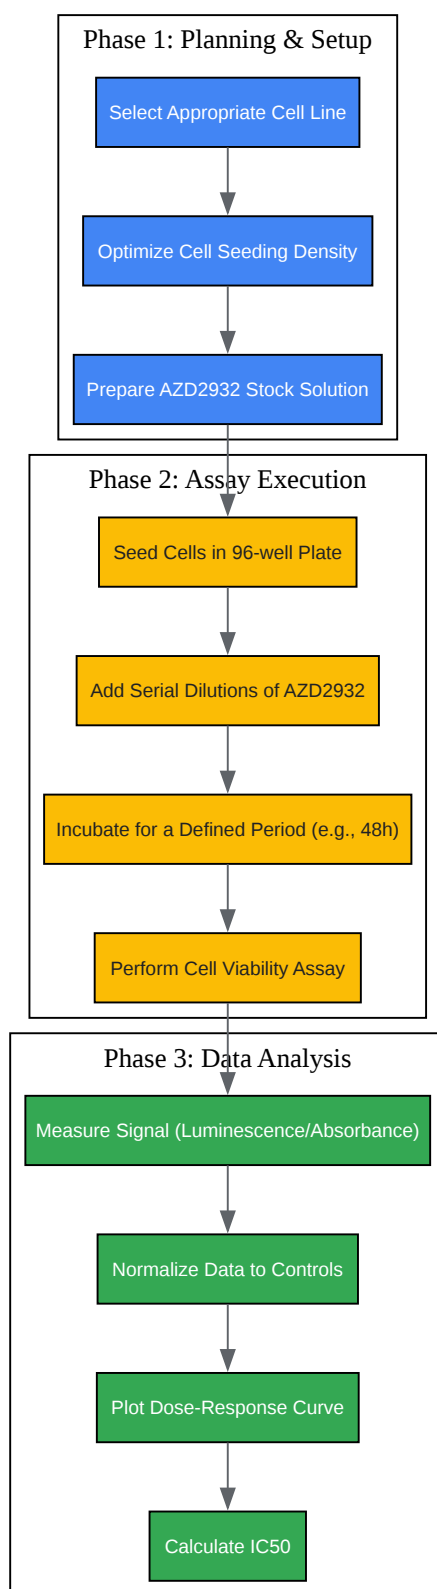 Phase 1: Planning & Setup
Select Appropriate Cell Line
Optimize Cell Seeding Density
Prepare AZD2932 Stock Solution
Phase 2: Assay Execution
Seed Cells in 96-well Plate
Add Serial Dilutions of AZD2932
Incubate for a Defined Period (e.g., 48h)
Perform Cell Viability Assay
Phase 3: Data Analysis
Measure Signal (Luminescence/Absorbance)
Normalize Data to Controls
Plot Dose-Response Curve
Calculate IC50